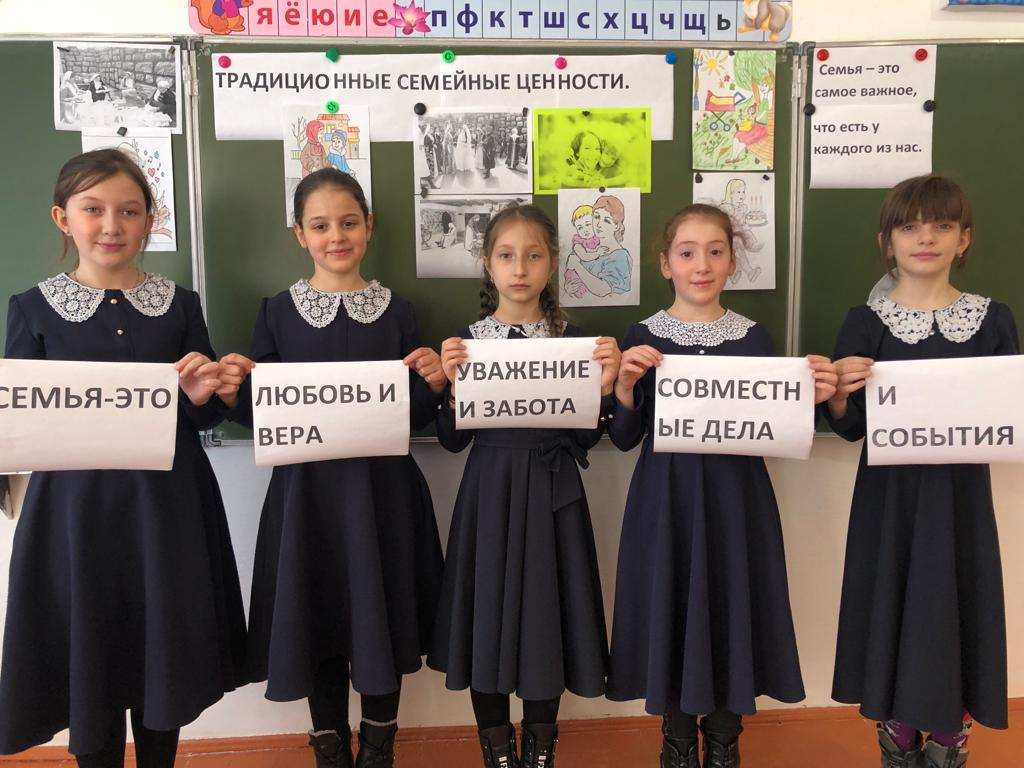 я ё ю и е п ф к т ш с х ц ч щ ь
ТРАДИЦИОННЫЕ СЕМЕЙНЫЕ ЦЕННОСТИ.
Семья – это
самое важное,
что есть у
каждого из нас.
СЕМЬЯ-ЭТО
ЛЮБОВЬ И
ВЕРА
УВАЖЕНИЕ
И ЗАБОТА
СОВМЕСТН
ЫЕ ДЕЛА
И
СОБЫТИЯ